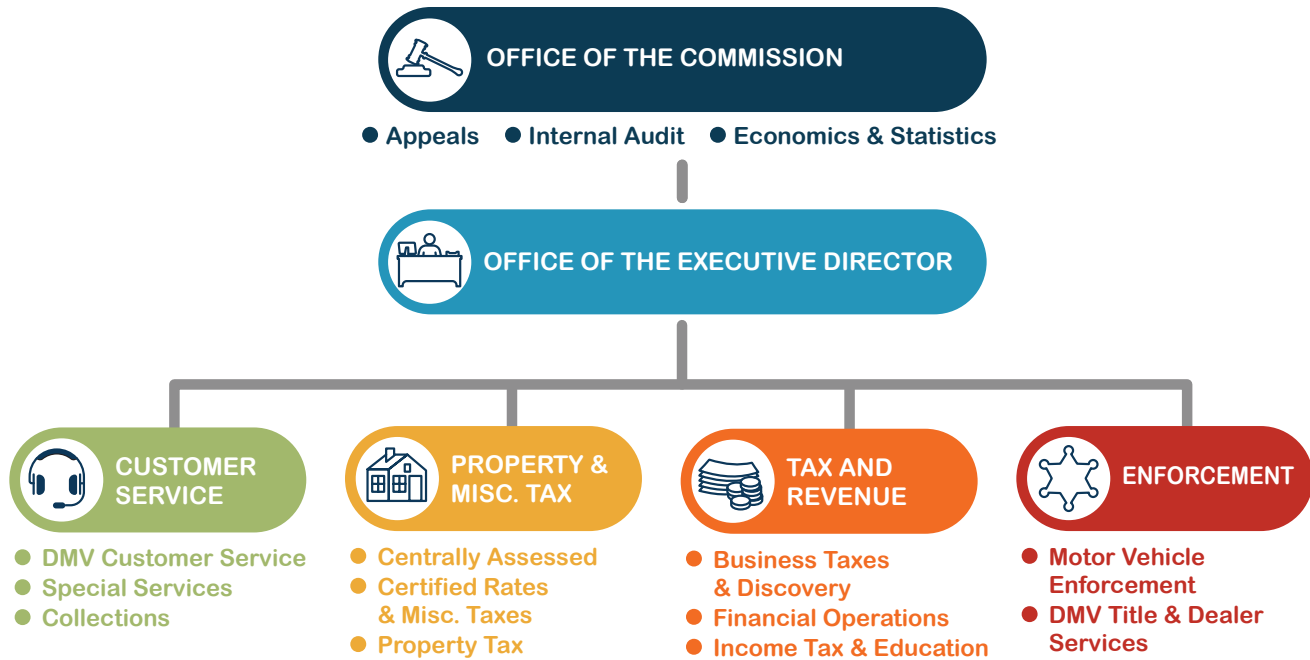 OFFICE OF THE COMMISSION
Appeals
Internal Audit
Economics & Statistics
OFFICE OF THE EXECUTIVE DIRECTOR
CUSTOMER
SERVICE
DMV Customer Service
Special Services
Collections
PROPERTY &
MISC. TAX
Centrally Assessed
Certified Rates
& Misc. Taxes
Property Tax
TAX AND
REVENUE
Business Taxes
& Discovery
Financial Operations
Income Tax & Education
ENFORCEMENT
Motor Vehicle
Enforcement
DMV Title & Dealer
Services